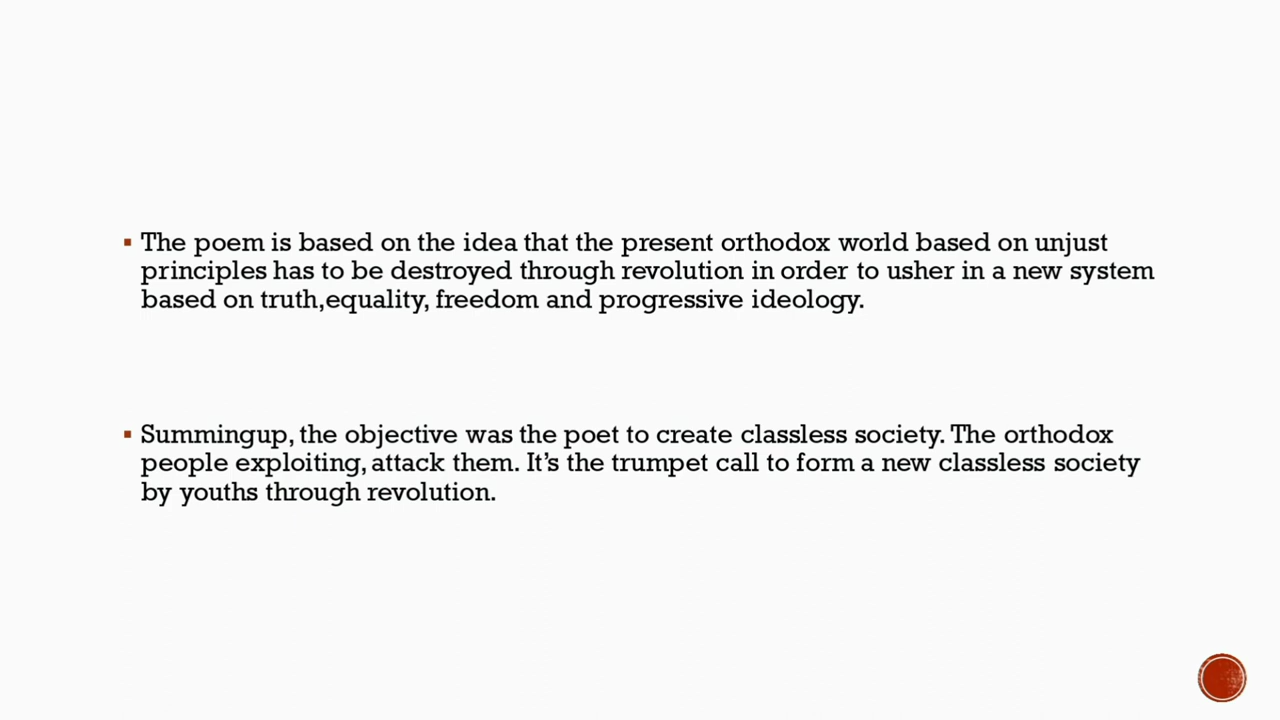 ▪ The poem is based on the idea that the present orthodox world based on unjust
principles has to be destroyed through revolution in order to usher in a new system
based on truth,equality, freedom and progressive ideology.
▪ Summingup, the objective was the poet to create classless society. The orthodox
people exploiting, attack them. It’s the trumpet call to form a new classless society
by youths through revolution.